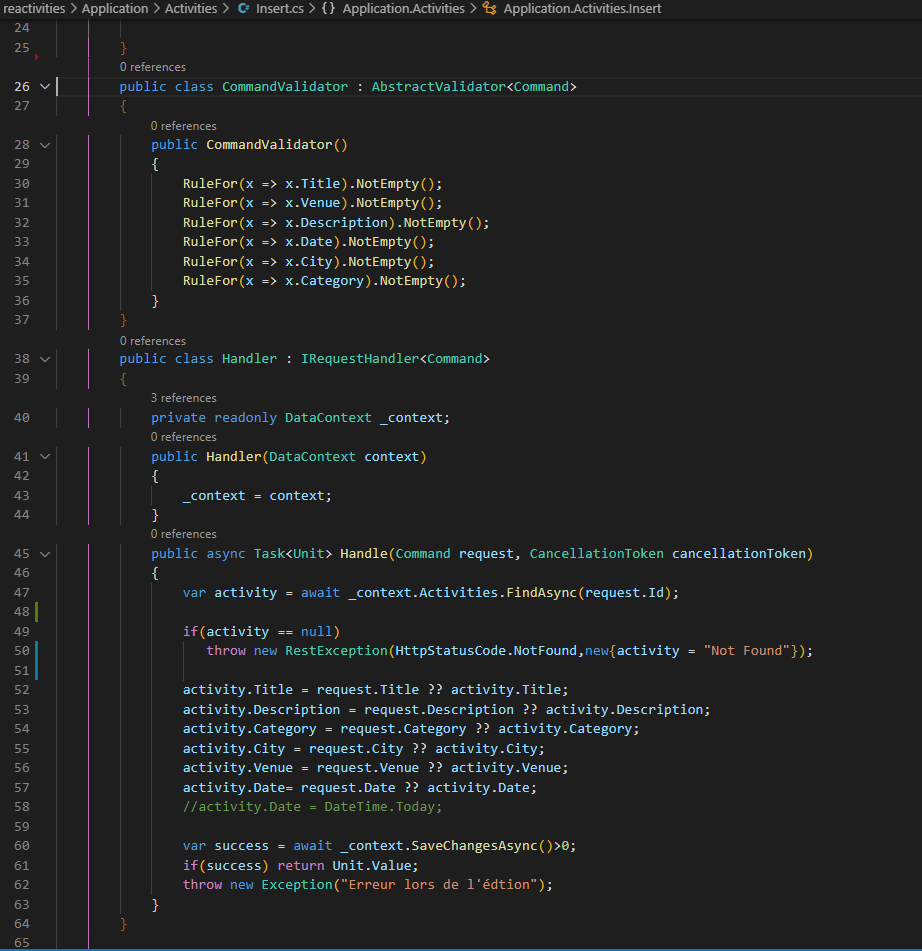 reactivities > Application > Activities > Insert.cs > {} Application.Activities > Application.Activities.Insert
24
25 }
0 references
26 public class CommandValidator : AbstractValidator<Command>
27 {
0 references
28 public CommandValidator()
29 {
30 RuleFor(x => x.Title).NotEmpty();
31 RuleFor(x => x.Venue).NotEmpty();
32 RuleFor(x => x.Description).NotEmpty();
33 RuleFor(x => x.Date).NotEmpty();
34 RuleFor(x => x.City).NotEmpty();
35 RuleFor(x => x.Category).NotEmpty();
36 }
37 }
0 references
38 public class Handler : IRequestHandler<Command>
39 {
3 references
40 private readonly DataContext _context;
0 references
41 public Handler(DataContext context)
42 {
43 _context = context;
44 }
0 references
45 public async Task<Unit> Handle(Command request, CancellationToken cancellationToken)
46 {
47 var activity = await _context.Activities.FindAsync(request.Id);
48
49 if(activity == null)
50 throw new RestException(HttpStatusCode.NotFound,new{activity = "Not Found"});
51
52 activity.Title = request.Title ?? activity.Title;
53 activity.Description = request.Description ?? activity.Description;
54 activity.Category = request.Category ?? activity.Category;
55 activity.City = request.City ?? activity.City;
56 activity.Venue = request.Venue ?? activity.Venue;
57 activity.Date= request.Date ?? activity.Date;
58 //activity.Date = DateTime.Today;
59
60 var success = await _context.SaveChangesAsync()>0;
61 if(success) return Unit.Value;
62 throw new Exception("Erreur lors de l'édtion");
63 }
64 }
65